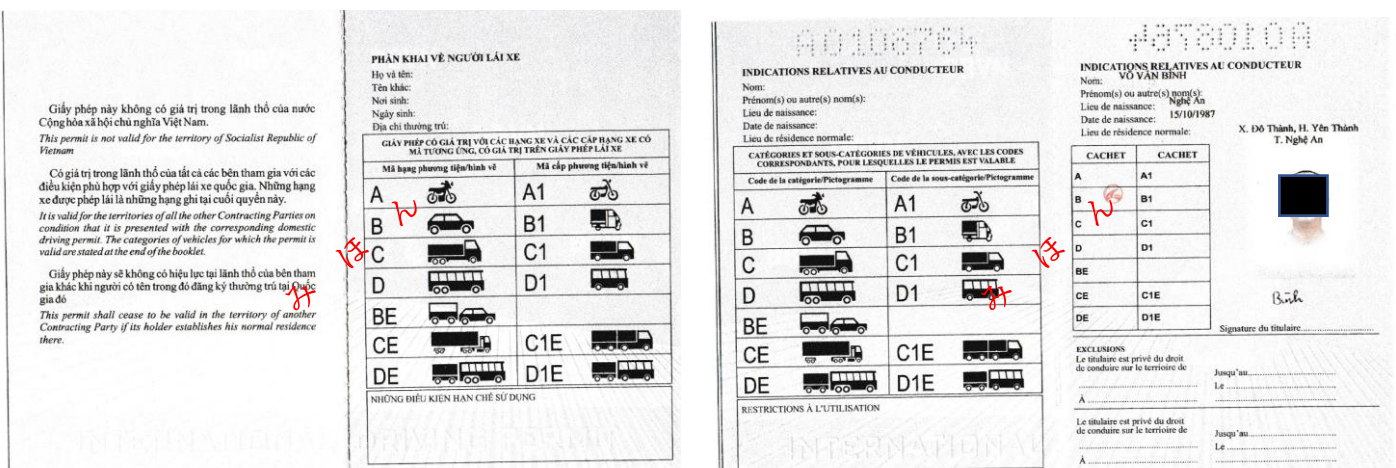 Giấy phép này không có giá trị trong lãnh thổ của nước
Cộng hòa xã hội chủ nghĩa Việt Nam.
This permit is not valid for the territory of Socialist Republic of
Vietnam
Có giá trị trong lãnh thổ của tất cả các bên tham gia với các
điều kiện phù hợp với giấy phép lái xe quốc gia. Những hạng
xe được phép lái là những hạng ghi tại cuối quyển này.
It is valid for the territories of all the other Contracting Parties on
condition that it is presented with the corresponding domestic
driving permit. The categories of vehicles for which the permit is
valid are stated at the end of the booklet.
Giấy phép này sẽ không có hiệu lực tại lãnh thổ của bên tham
gia khác khi người có tên trong đó đăng ký thường trú tại Quốc
gia đó
This permit shall cease to be valid in the territory of another
Contracting Party if its holder establishes his normal residence
there.
み
ほ
ん
PHẦN KHAI VỀ NGƯỜI LÁI XE
Họ và tên:
Tên khác:
Nơi sinh:
Ngày sinh:
Địa chỉ thường trú:
GIẤY PHÉP CÓ GIÁ TRỊ VỚI CÁC HẠNG XE VÀ CÁC CẤP HẠNG XE CÓ
MÃ TƯƠNG ỨNG, CÓ GIÁ TRỊ TRÊN GIẤY PHÉP LÁI XE
Mã hạng phương tiện/hình vẽ Mã cấp phương tiện/hình vẽ
A A1
B B1
C C1
D D1
BE
CE C1E
DE D1E
NHỮNG ĐIỀU KIỆN HẠN CHẾ SỬ DỤNG
INTERNATIONAL DRIVING PERMIT
A0106754
INDICATIONS RELATIVES AU CONDUCTEUR
Nom:
Prénom(s) ou autre(s) nom(s):
Lieu de naissance:
Date de naissance:
Lieu de résidence normale:
CATÉGORIES ET SOUS-CATÉGORIES DE VÉHICULES, AVEC LES CODES
CORRESPONDANTS, POUR LESQUELLES LE PERMIS EST VALABLE
Code de la catégorie/Pictogramme Code de la sous-catégorie/Pictogramme
A A1
B B1
C C1
D D1
BE
CE C1E
DE D1E
RESTRICTIONS À L'UTILISATION
INTERNATIONAL
み
ほ
ん
INDICATIONS RELATIVES AU CONDUCTEUR
Nom: VÕ VĂN BÌNH
Prénom(s) ou autre(s) nom(s):
Lieu de naissance: Nghệ An
Date de naissance: 15/10/1987
Lieu de résidence normale: X. Đô Thành, H. Yên Thành
T. Nghệ An
CACHET CACHET
A A1
B B1
C C1
D D1
BE
CE C1E
DE D1E
Bình
Signature du titulaire
EXCLUSIONS
Le titulaire est privé du droit
de conduire sur le terrioire de
Jusqu'au
Le
À
Le titulaire est privé du droit
de conduire sur le terrioire de
Jusqu'au
Le
À